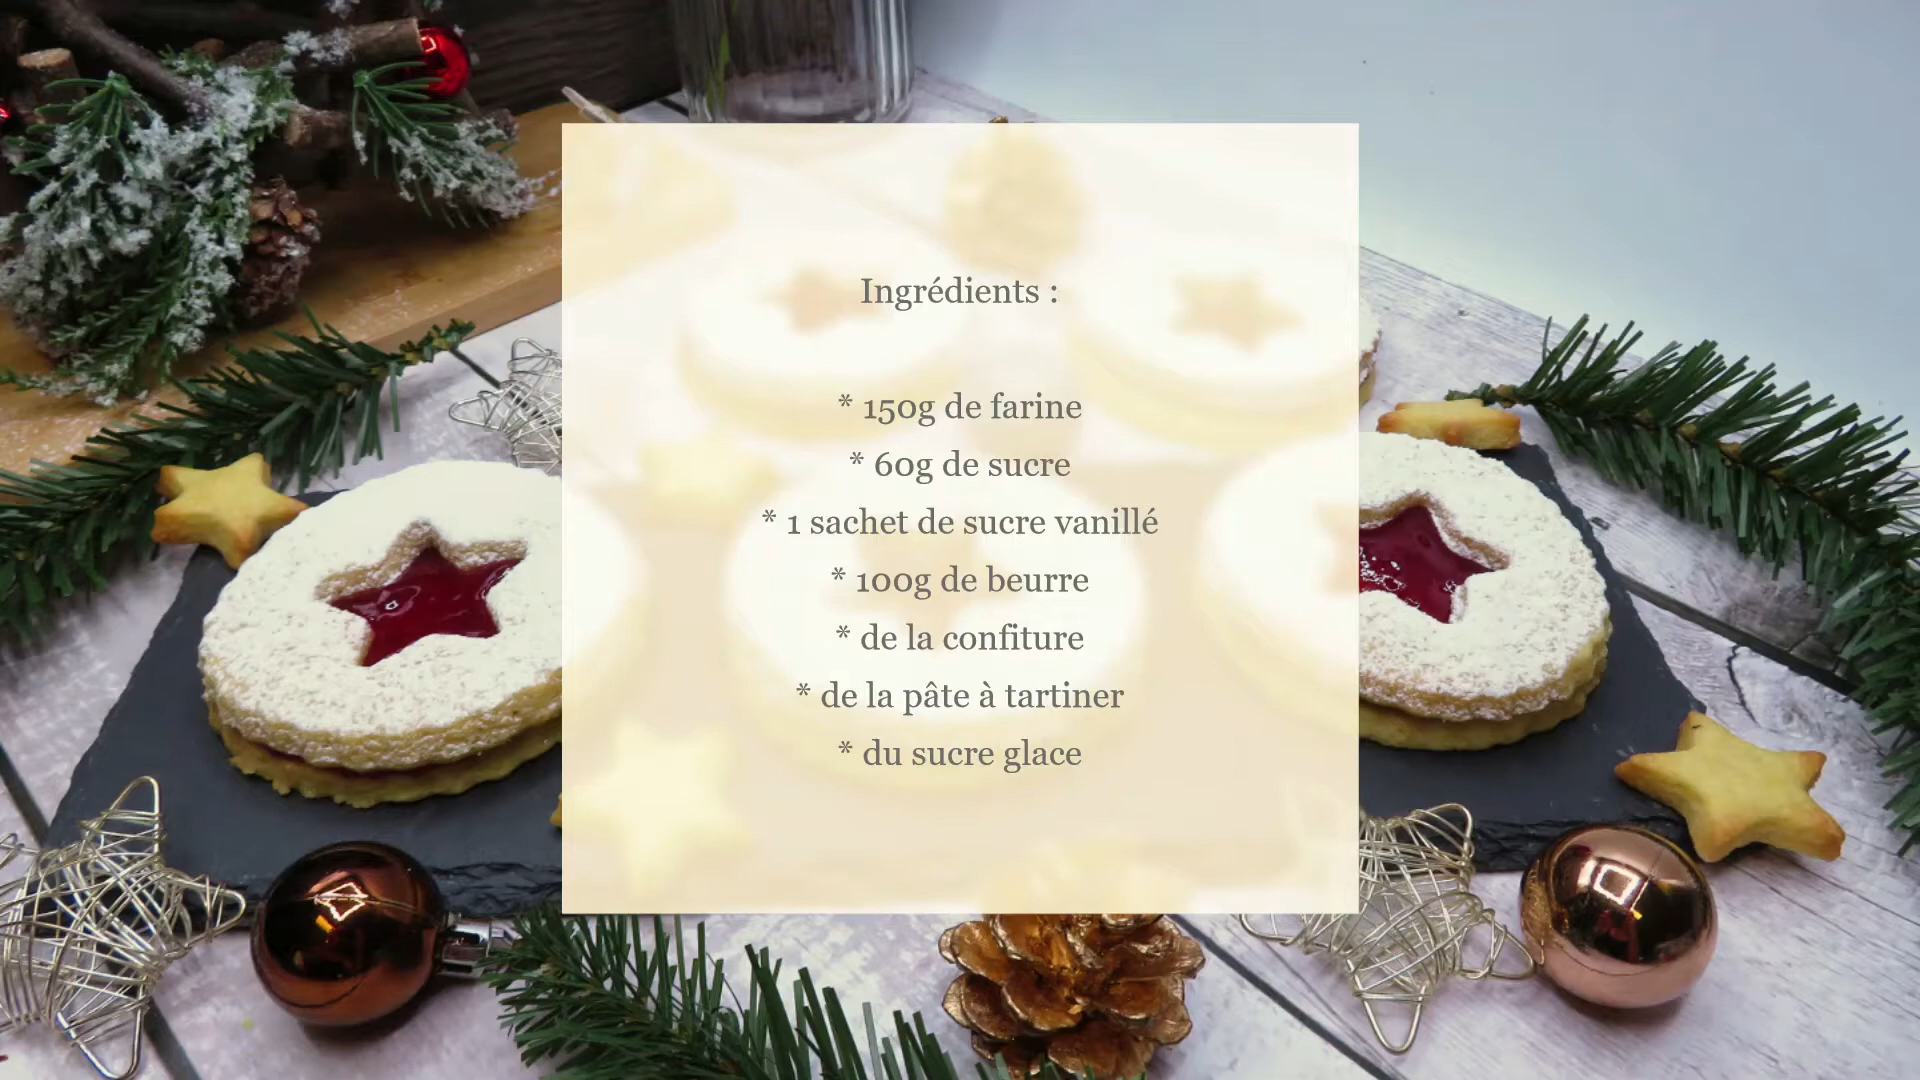 Ingrédients :
* 150g de farine
* 60g de sucre
* 1 sachet de sucre vanillé
* 100g de beurre
* de la confiture
* de la pâte à tartiner
* du sucre glace